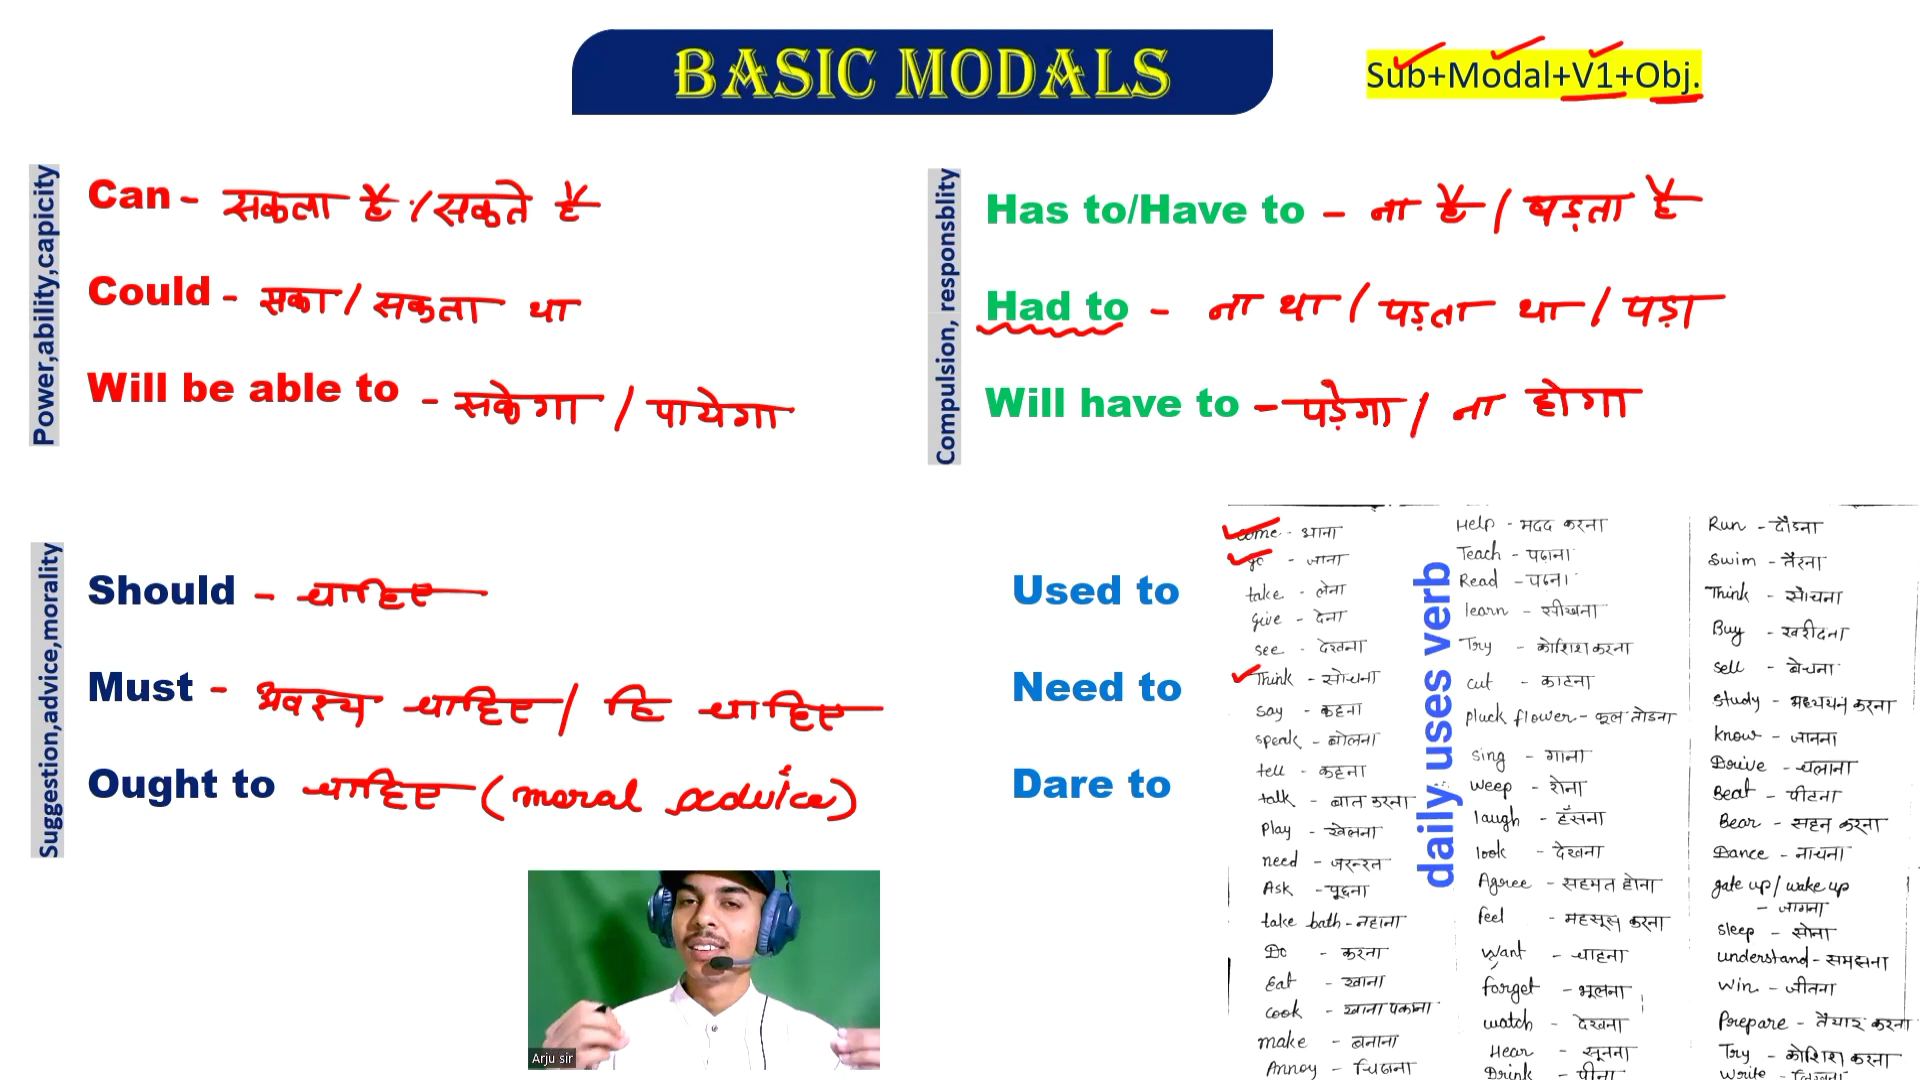 BASIC MODALS
Sub+Modal+V1+Obj.
Power,ability,capicity
Can - सकता है / सकते है
Could - सका / सकता था
Will be able to - सकेगा / पायेगा
Compulsion, responsblity
Has to/Have to - ना है / पड़ता है
Had to - ना था / पड़ता था / पड़ा
Will have to - पड़ेगा / ना होगा
Suggestion,advice,morality
Should - चाहिए
Must - अवश्य चाहिए / हि चाहिए
Ought to चाहिए (moral advice)
Used to
Need to
Dare to
Come - आना
go - जाना
take - लेना
Give - देना
see - देखना
Think - सोचना
say - कहना
speak - बोलना
tell - कहना
talk - बात करना
Play - खेलना
need - जरूरत
Ask - पूछना
take bath - नहाना
Do - करना
Eat - खाना
cook - खाना पकाना
make - बनाना
Annoy - चिढाना
daily uses verb
Help - मदद करना
Teach - पढाना
Read - पढना
learn - सीखना
Try - कोशिश करना
cut - काटना
pluck flower - फूल तोडना
sing - गाना
weep - रोना
laugh - हँसना
look - देखना
Agree - सहमत होना
feel - महसूस करना
want - चाहना
forget - भूलना
watch - देखना
Hear - सूनना
Drink - पीना
Run - दौडना
Swim - तैरना
Think - सोचना
Buy - खरीदना
Sell - बेचना
Study - अध्ययन करना
know - जानना
Drive - चलाना
Beat - पीटना
Bear - सहन करना
Dance - नाचना
gate up / wake up
- जागना
sleep - सोना
understand - समझना
win - जीतना
Prepare - तैयार करना
Try - कोशिश करना
write - लिखना
Arju sir